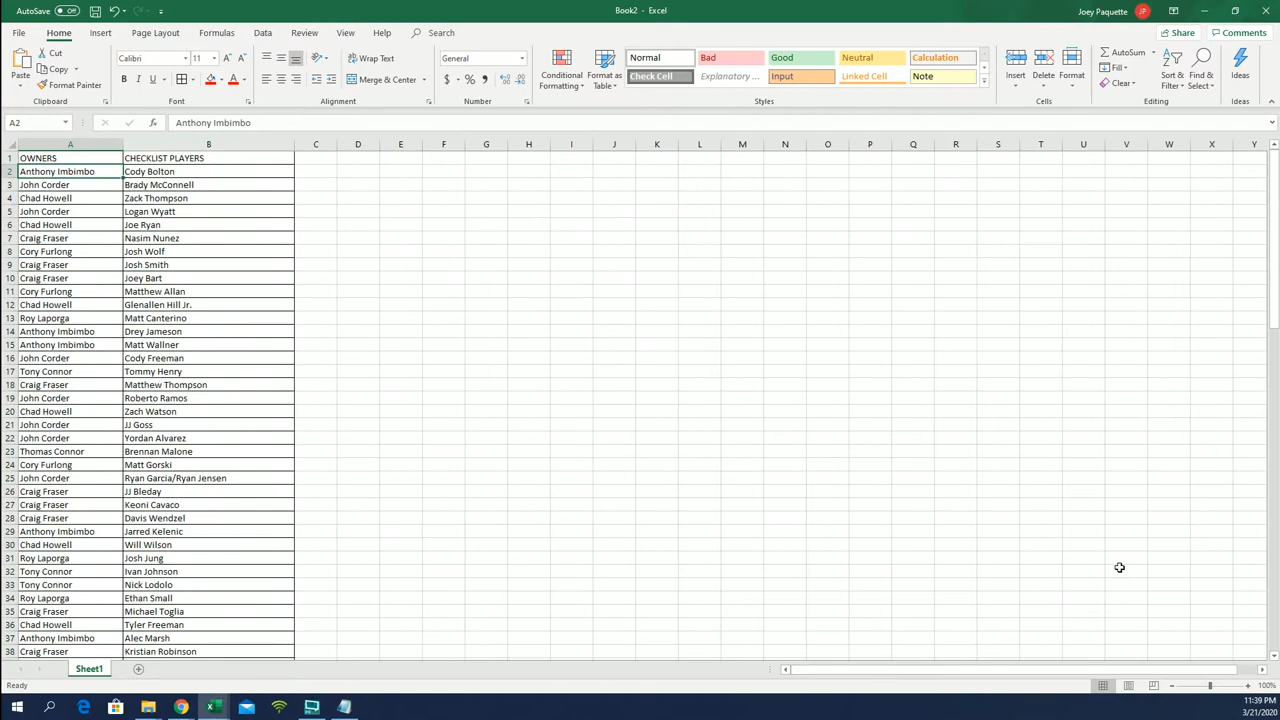 AutoSave Off Book2 - Excel Joey Paquette JP
File Home Insert Page Layout Formulas Data Review View Help Search Share Comments
Paste Cut Copy Format Painter Clipboard
Calibri 11 B I U Font
Wrap Text Merge & Center Alignment
General $ % , Number
Conditional Formatting Format as Table
Normal Bad Good Neutral Calculation
Check Cell Explanatory ... Input Linked Cell Note
Styles
Insert Delete Format Cells
AutoSum Fill Clear Sort & Filter Find & Select Editing
Ideas Ideas
A2 fx Anthony Imbimbo
A B C D E F G H I J K L M N O P Q R S T U V W X Y
1 OWNERS CHECKLIST PLAYERS
2 Anthony Imbimbo Cody Bolton
3 John Corder Brady McConnell
4 Chad Howell Zack Thompson
5 John Corder Logan Wyatt
6 Chad Howell Joe Ryan
7 Craig Fraser Nasim Nunez
8 Cory Furlong Josh Wolf
9 Craig Fraser Josh Smith
10 Craig Fraser Joey Bart
11 Cory Furlong Matthew Allan
12 Chad Howell Glenallen Hill Jr.
13 Roy Laporga Matt Canterino
14 Anthony Imbimbo Drey Jameson
15 Anthony Imbimbo Matt Wallner
16 John Corder Cody Freeman
17 Tony Connor Tommy Henry
18 Craig Fraser Matthew Thompson
19 John Corder Roberto Ramos
20 Chad Howell Zach Watson
21 John Corder JJ Goss
22 John Corder Yordan Alvarez
23 Thomas Connor Brennan Malone
24 Cory Furlong Matt Gorski
25 John Corder Ryan Garcia/Ryan Jensen
26 Craig Fraser JJ Bleday
27 Craig Fraser Keoni Cavaco
28 Craig Fraser Davis Wendzel
29 Anthony Imbimbo Jarred Kelenic
30 Chad Howell Will Wilson
31 Roy Laporga Josh Jung
32 Tony Connor Ivan Johnson
33 Tony Connor Nick Lodolo
34 Roy Laporga Ethan Small
35 Craig Fraser Michael Toglia
36 Chad Howell Tyler Freeman
37 Anthony Imbimbo Alec Marsh
38 Craig Fraser Kristian Robinson
Sheet1
Ready 100%
11:39 PM
3/21/2020